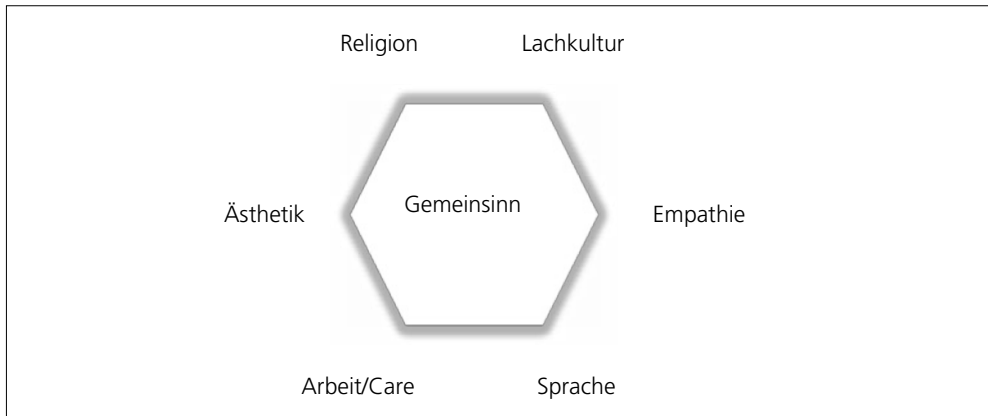 Religion
Lachkultur
Ästhetik
Gemeinsinn
Empathie
Arbeit/Care
Sprache